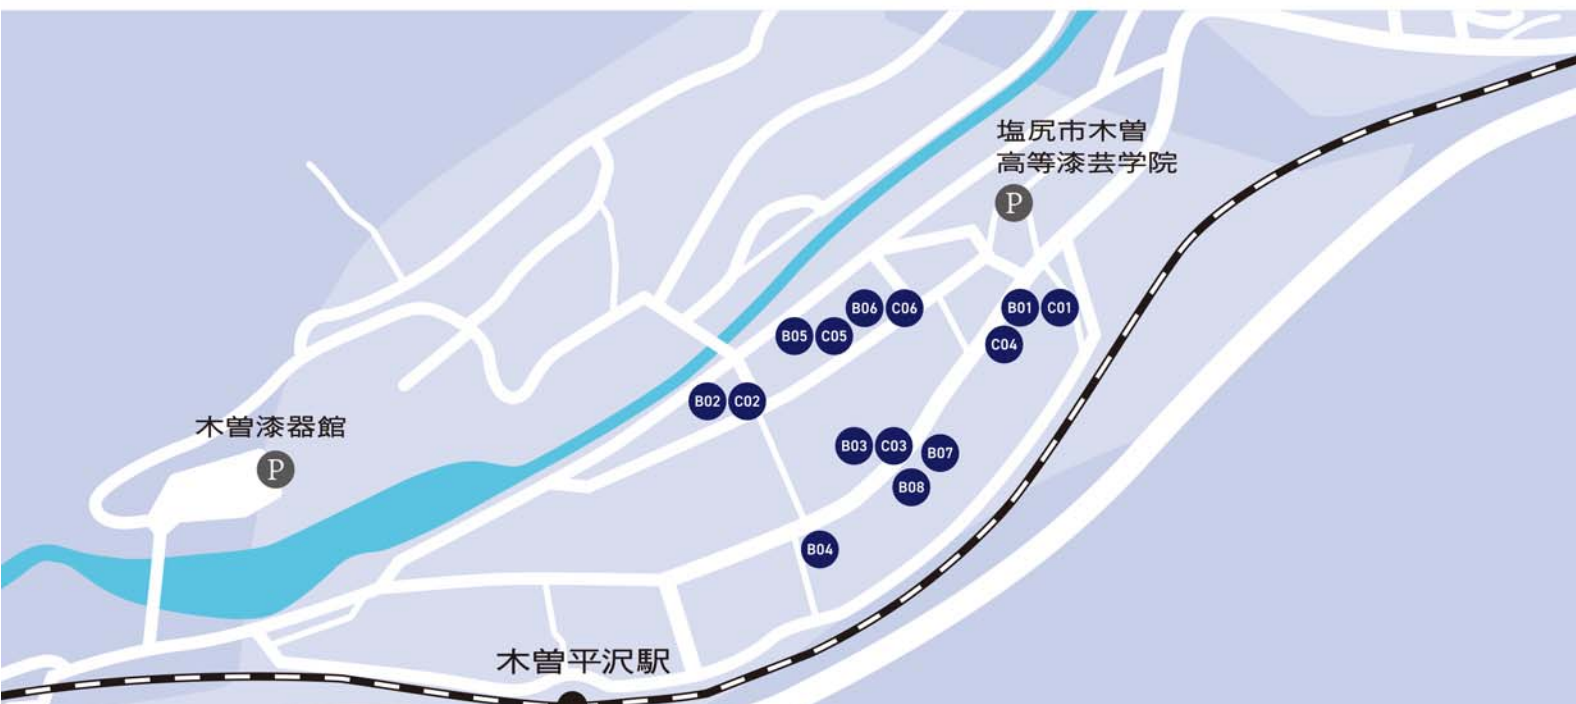 塩尻市木曽
高等漆芸学院
P
B06 C06
B01 C01
B05 C05
C04
B02 C02
木曽漆器館
P
B03 C03 B07
B08
B04
木曽平沢駅